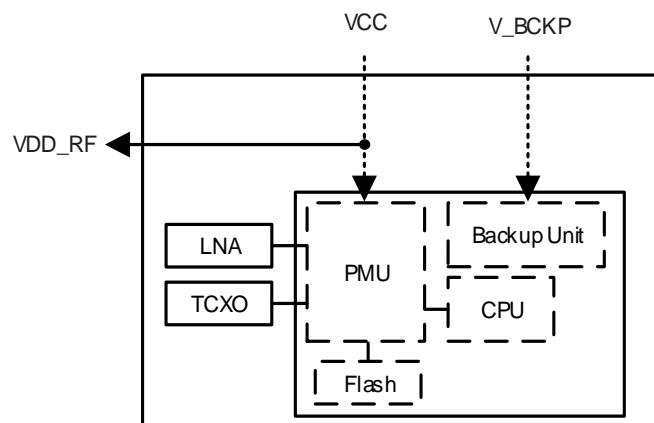 VCC
V_BCKP
VDD_RF
LNA
TCXO
PMU
Backup Unit
CPU
Flash